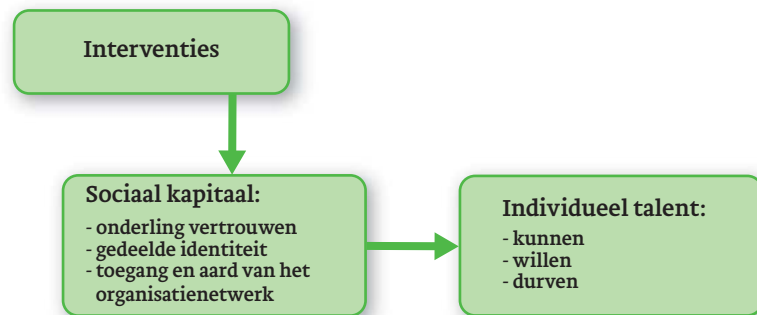 Interventies
Sociaal kapitaal:
- onderling vertrouwen
- gedeelde identiteit
- toegang en aard van het
organisatienetwerk
Individueel talent:
- kunnen
- willen
- durven